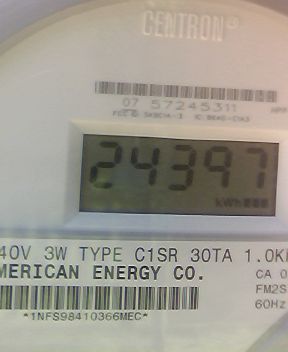 CENTRON®
07 57245311
24397
kWh
40V 3W TYPE C1SR 30TA 1.0K
MERICAN ENERGY CO.
CA 0
FM2S
60Hz
*1NFS98410366MEC*